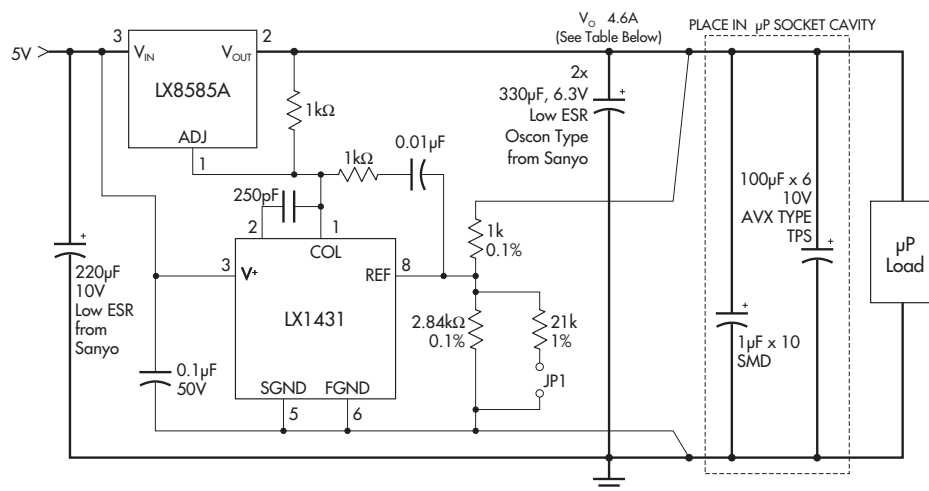 V_O 4.6A
(See Table Below)
PLACE IN µP SOCKET CAVITY
5V
3
V_IN
V_OUT
2
LX8585A
ADJ
1
1kΩ
2x
330µF, 6.3V
Low ESR
Oscon Type
from Sanyo
1kΩ
0.01µF
250pF
2
1
COL
1k
0.1%
100µF x 6
10V
AVX TYPE
TPS
µP
Load
+
220µF
10V
Low ESR
from
Sanyo
3
V+
REF
8
LX1431
2.84kΩ
0.1%
21k
1%
JP1
+
+
+
1µF x 10
SMD
0.1µF
50V
SGND
FGND
5
6